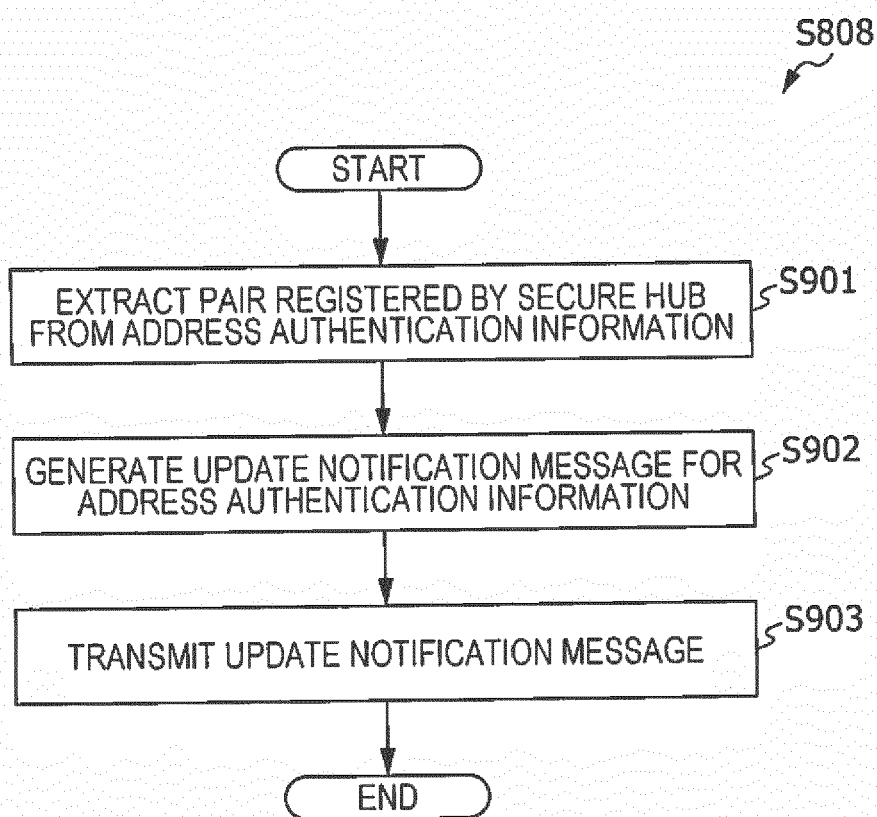 S808
START
EXTRACT PAIR REGISTERED BY SECURE HUB
FROM ADDRESS AUTHENTICATION INFORMATION
S901
GENERATE UPDATE NOTIFICATION MESSAGE FOR
ADDRESS AUTHENTICATION INFORMATION
S902
TRANSMIT UPDATE NOTIFICATION MESSAGE
S903
END